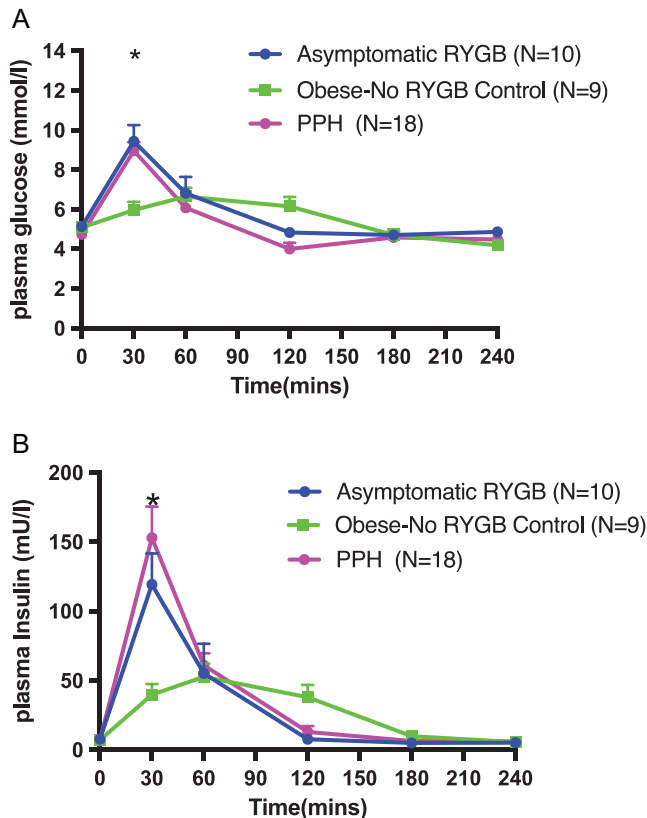 A
*
Asymptomatic RYGB (N=10)
Obese-No RYGB Control (N=9)
PPH (N=18)
plasma glucose (mmol/l)
14
12
10
8
6
4
2
0
0 30 60 90 120 150 180 210 240
Time(mins)
B
*
Asymptomatic RYGB (N=10)
Obese-No RYGB Control (N=9)
PPH (N=18)
plasma Insulin (mU/l)
200
150
100
50
0
0 30 60 90 120 150 180 210 240
Time(mins)